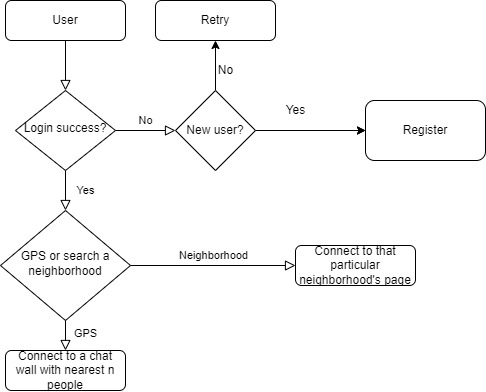 User
Retry
No
Login success?
No
New user?
Yes
Register
Yes
GPS or search a
neighborhood
Neighborhood
Connect to that
particular
neighborhood's page
GPS
Connect to a chat
wall with nearest n
people